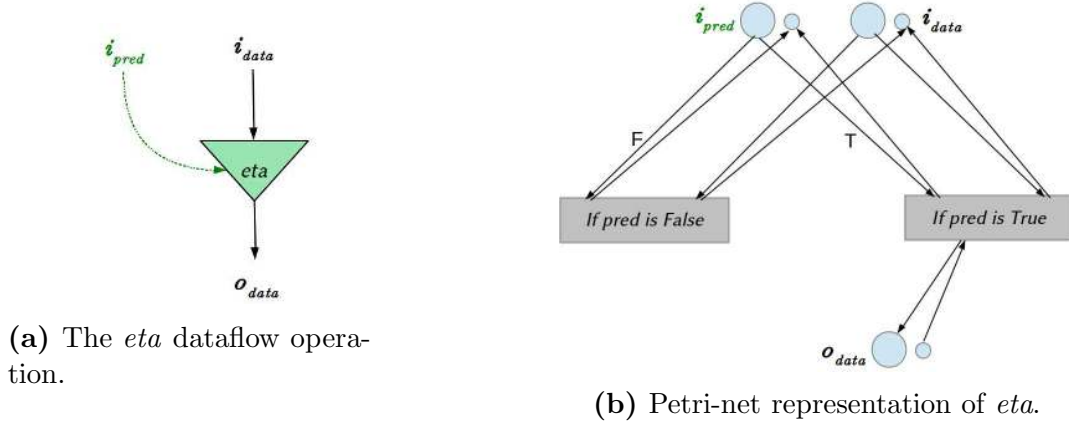 i_pred
i_data
eta
o_data
(a) The eta dataflow opera-
tion.
i_pred
i_data
F
T
If pred is False
If pred is True
o_data
(b) Petri-net representation of eta.